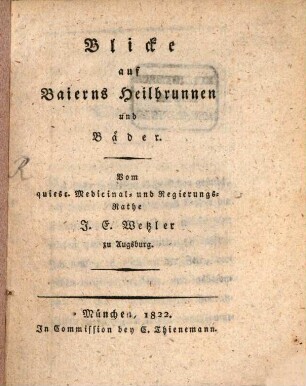 Blicke
auf
Baierns Heilbrunnen
und
Bäder.
Vom
quiesc. Medicinal- und Regierungs-
Rathe
J. E. Wetzler
zu Augsburg.
München, 1822.
In Commission bey E. Thienemann.